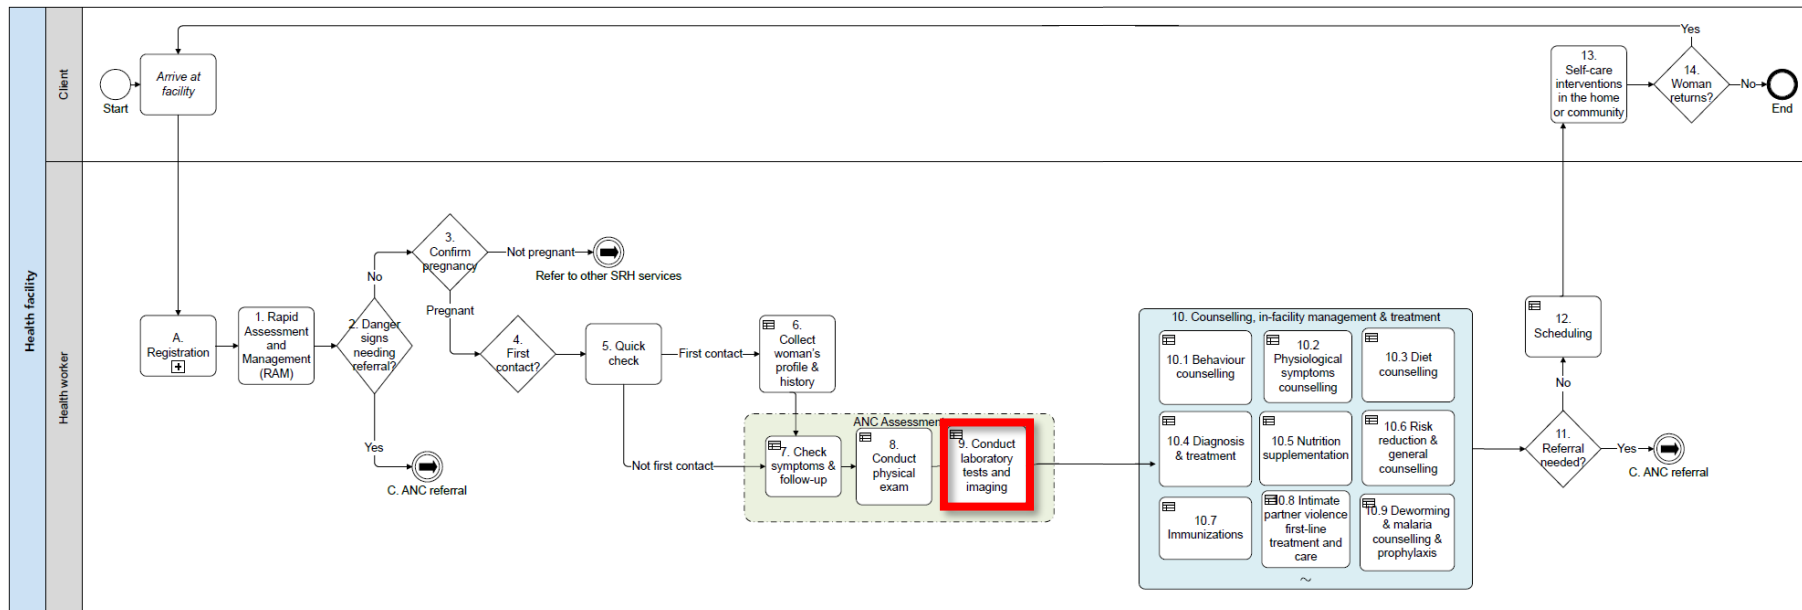 Health facility
Client
Health worker
Start
Arrive at
facility
13.
Self-care
interventions
in the home
or community
14.
Woman
returns?
Yes
No
End
A.
Registration
1. Rapid
Assessment
and
Management
(RAM)
2. Danger
signs
needing
referral?
No
Yes
C. ANC referral
3.
Confirm
pregnancy
Not pregnant
Refer to other SRH services
Pregnant
4.
First
contact?
5. Quick
check
First contact
Not first contact
6.
Collect
woman's
profile &
history
ANC Assessmen
7. Check
symptoms &
follow-up
8.
Conduct
physical
exam
9. Conduct
laboratory
tests and
imaging
10. Counselling, in-facility management & treatment
10.1 Behaviour
counselling
10.2
Physiological
symptoms
counselling
10.3 Diet
counselling
10.4 Diagnosis
& treatment
10.5 Nutrition
supplementation
10.6 Risk
reduction &
general
counselling
10.7
Immunizations
10.8 Intimate
partner violence
first-line
treatment and
care
10.9 Deworming
& malaria
counselling &
prophylaxis
~
11.
Referral
needed?
No
Yes
C. ANC referral
12.
Scheduling